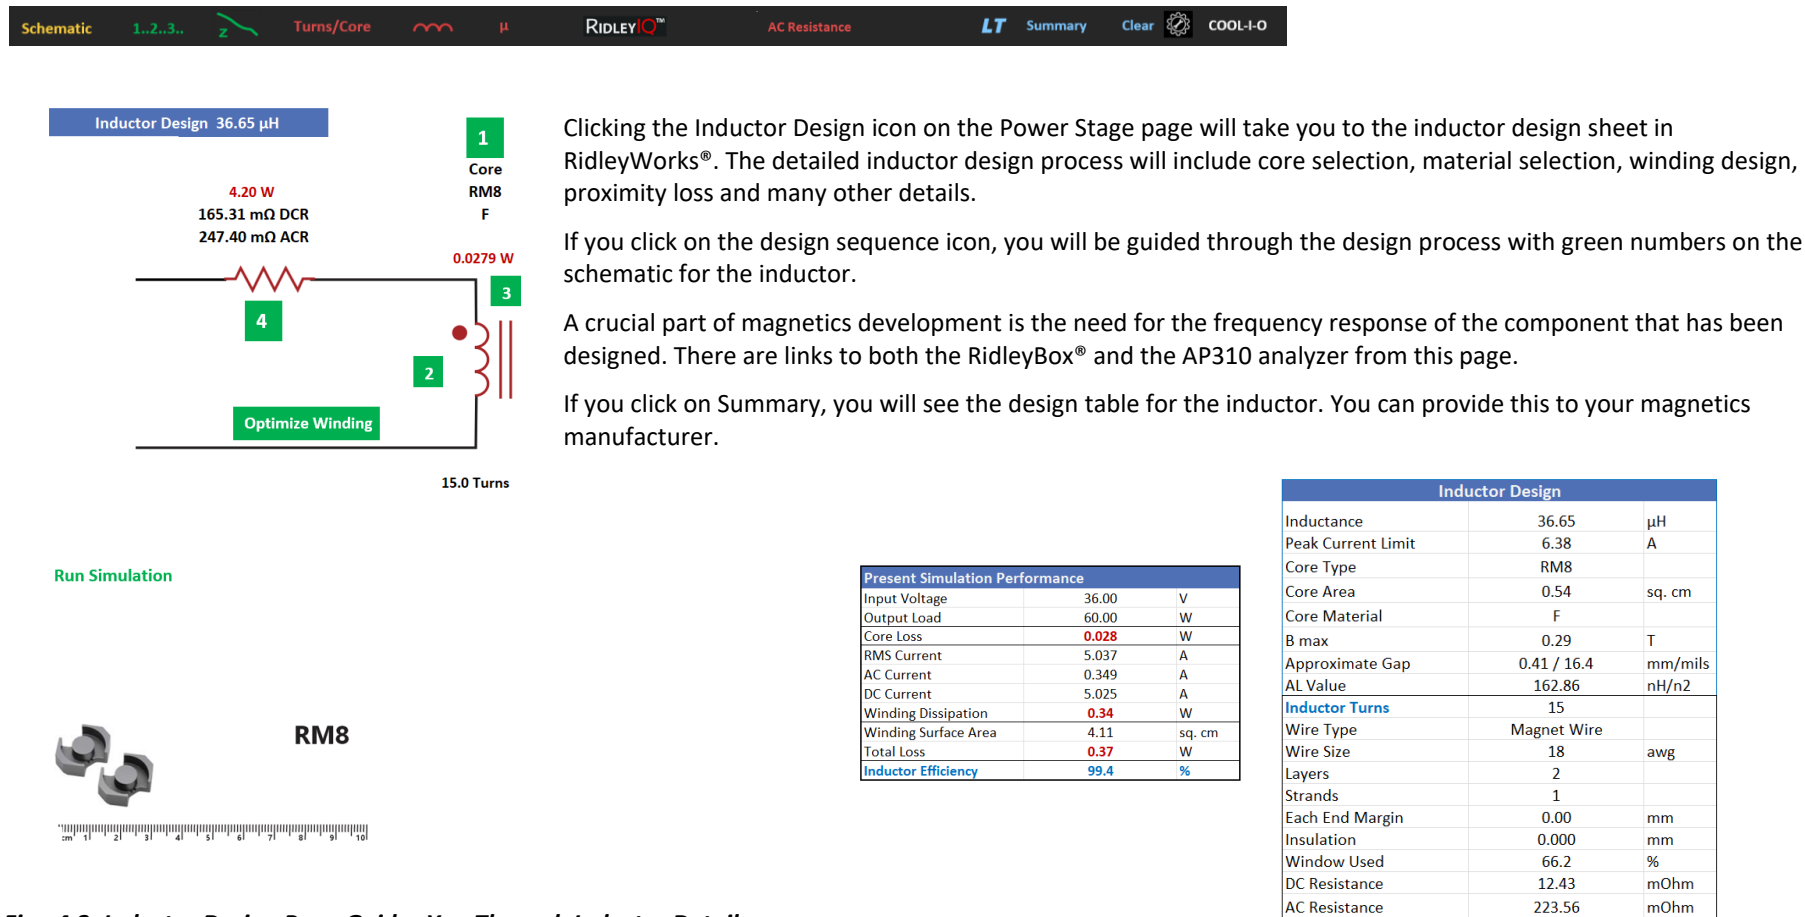 Schematic 1..2..3.. Z Turns/Core µ RIDLEYIQ™ AC Resistance LT Summary Clear COOL-I-O
Inductor Design 36.65 µH
1
Core
RM8
F
4.20 W
165.31 mΩ DCR
247.40 mΩ ACR
0.0279 W
3
4
2
Optimize Winding
15.0 Turns
Clicking the Inductor Design icon on the Power Stage page will take you to the inductor design sheet in
RidleyWorks®. The detailed inductor design process will include core selection, material selection, winding design,
proximity loss and many other details.
If you click on the design sequence icon, you will be guided through the design process with green numbers on the
schematic for the inductor.
A crucial part of magnetics development is the need for the frequency response of the component that has been
designed. There are links to both the RidleyBox® and the AP310 analyzer from this page.
If you click on Summary, you will see the design table for the inductor. You can provide this to your magnetics
manufacturer.
Run Simulation
RM8
cm 1 2 3 4 5 6 7 8 9 10
Present Simulation Performance
Input Voltage 36.00 V
Output Load 60.00 W
Core Loss 0.028 W
RMS Current 5.037 A
AC Current 0.349 A
DC Current 5.025 A
Winding Dissipation 0.34 W
Winding Surface Area 4.11 sq. cm
Total Loss 0.37 W
Inductor Efficiency 99.4 %
Inductor Design
Inductance 36.65 µH
Peak Current Limit 6.38 A
Core Type RM8
Core Area 0.54 sq. cm
Core Material F
B max 0.29 T
Approximate Gap 0.41 / 16.4 mm/mils
AL Value 162.86 nH/n2
Inductor Turns 15
Wire Type Magnet Wire
Wire Size 18 awg
Layers 2
Strands 1
Each End Margin 0.00 mm
Insulation 0.000 mm
Window Used 66.2 %
DC Resistance 12.43 mOhm
AC Resistance 223.56 mOhm